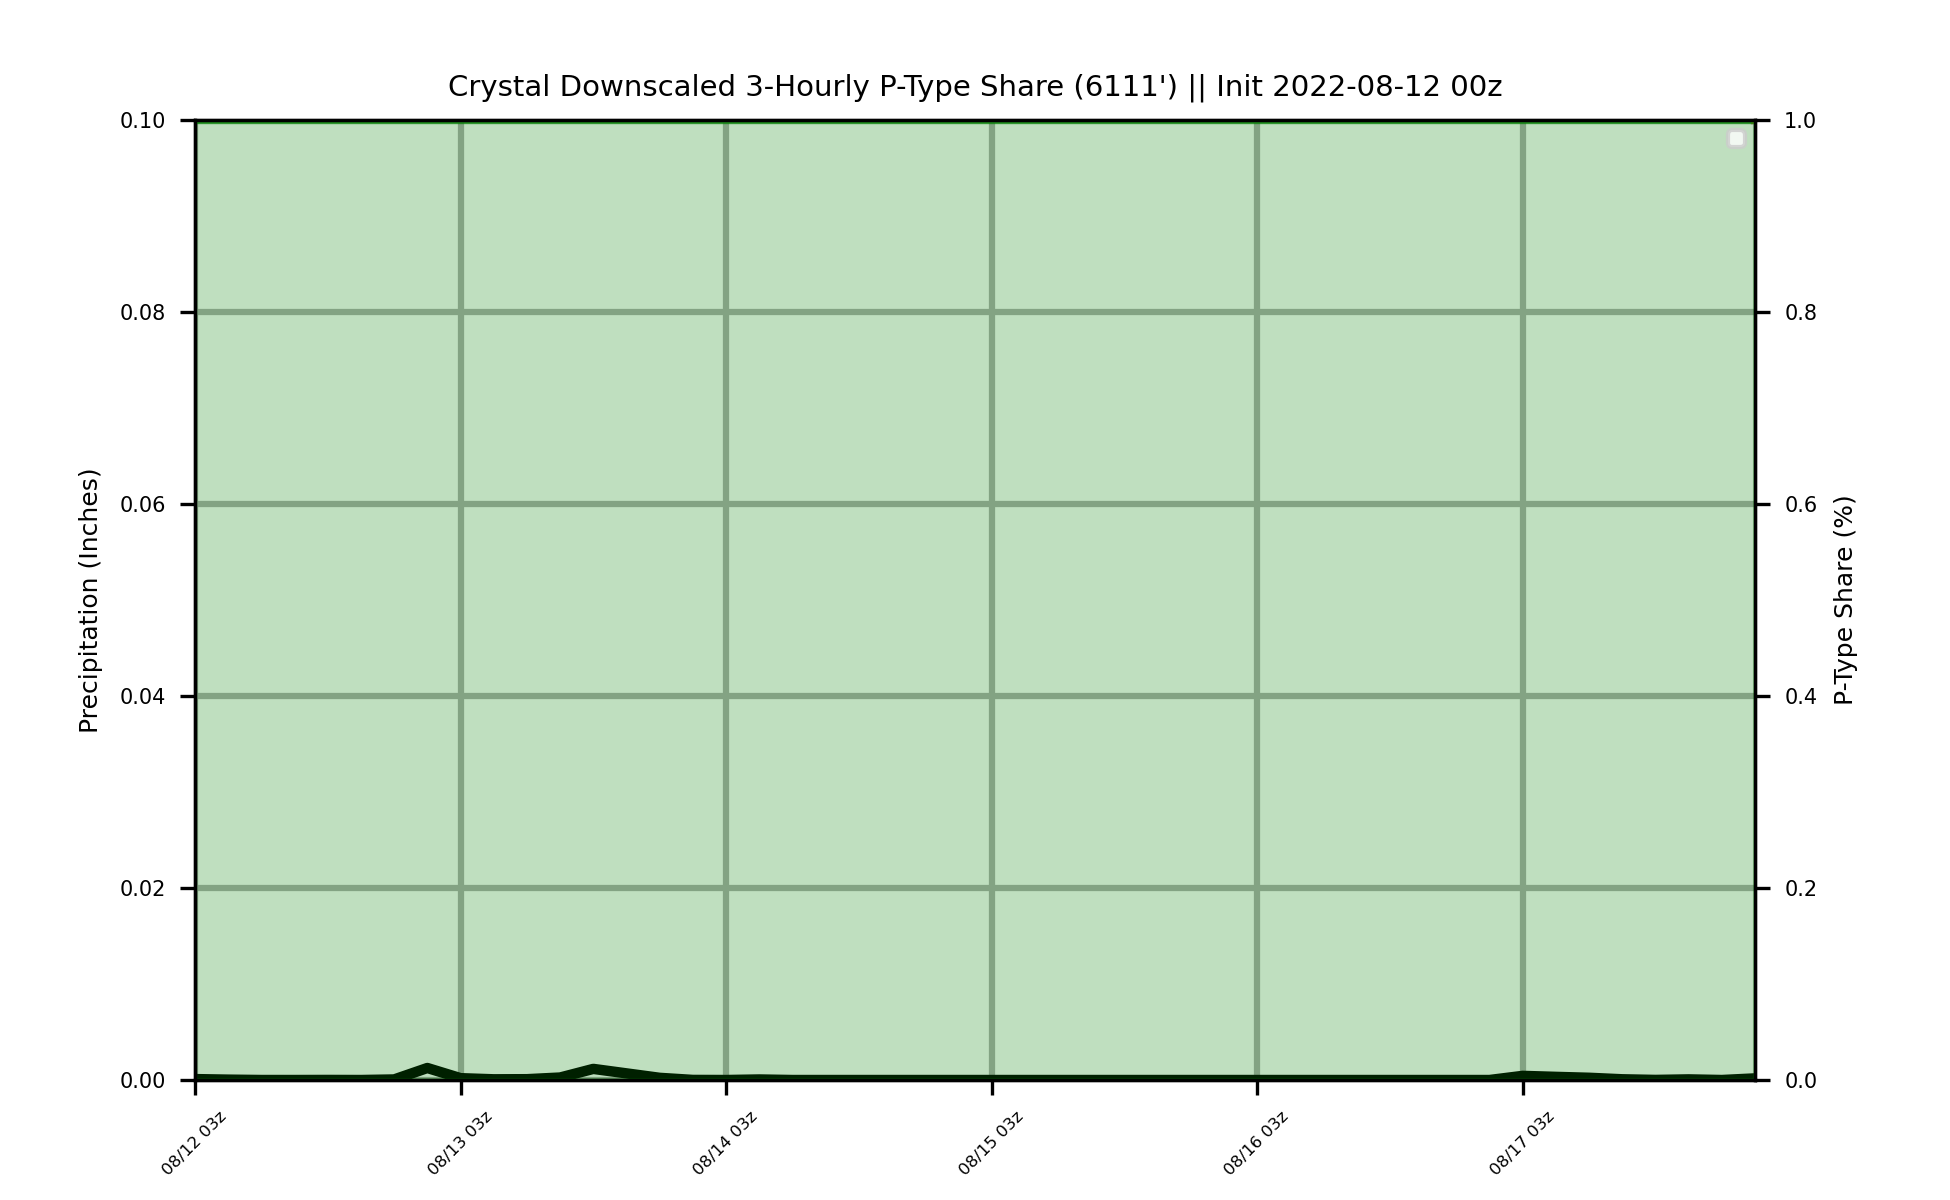 Crystal Downscaled 3-Hourly P-Type Share (6111') || Init 2022-08-12 00z
Precipitation (Inches)
0.10
0.08
0.06
0.04
0.02
0.00
1.0
0.8
0.6
0.4
0.2
0.0
P-Type Share (%)
08/12 03z
08/13 03z
08/14 03z
08/15 03z
08/16 03z
08/17 03z